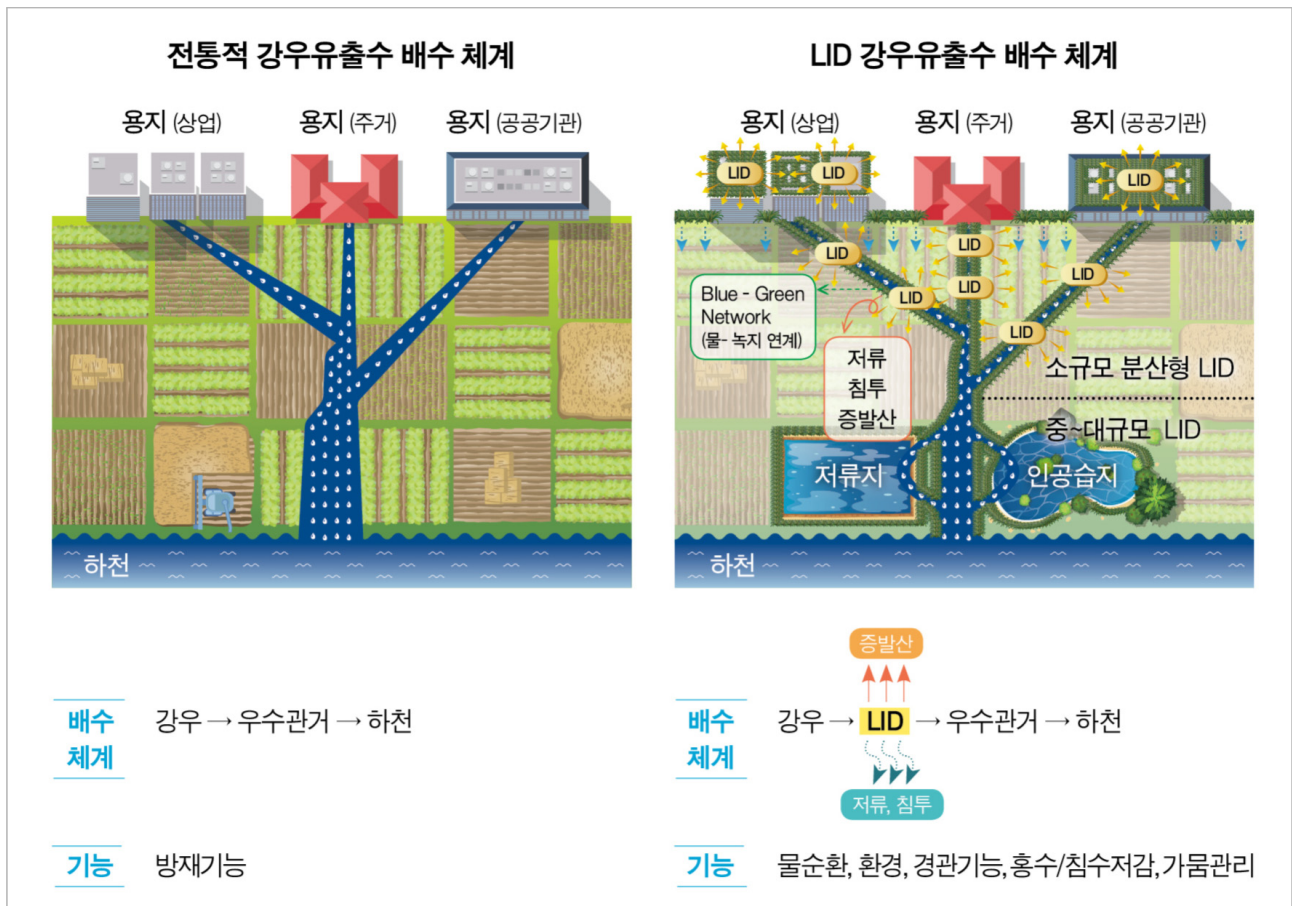 전통적 강우유출수 배수 체계
용지 (상업)
용지 (주거)
용지 (공공기관)
하천
배수
체계
강우 → 우수관거 → 하천
기능
방재기능
LID 강우유출수 배수 체계
용지 (상업)
용지 (주거)
용지 (공공기관)
LID
LID
LID
LID
LID
LID
LID
LID
LID
Blue - Green
Network
(물- 녹지 연계)
저류
침투
증발산
소규모 분산형 LID
중~대규모 LID
저류지
인공습지
하천
증발산
배수
체계
강우 → LID → 우수관거 → 하천
저류, 침투
기능
물순환, 환경, 경관기능, 홍수/침수저감, 가뭄관리